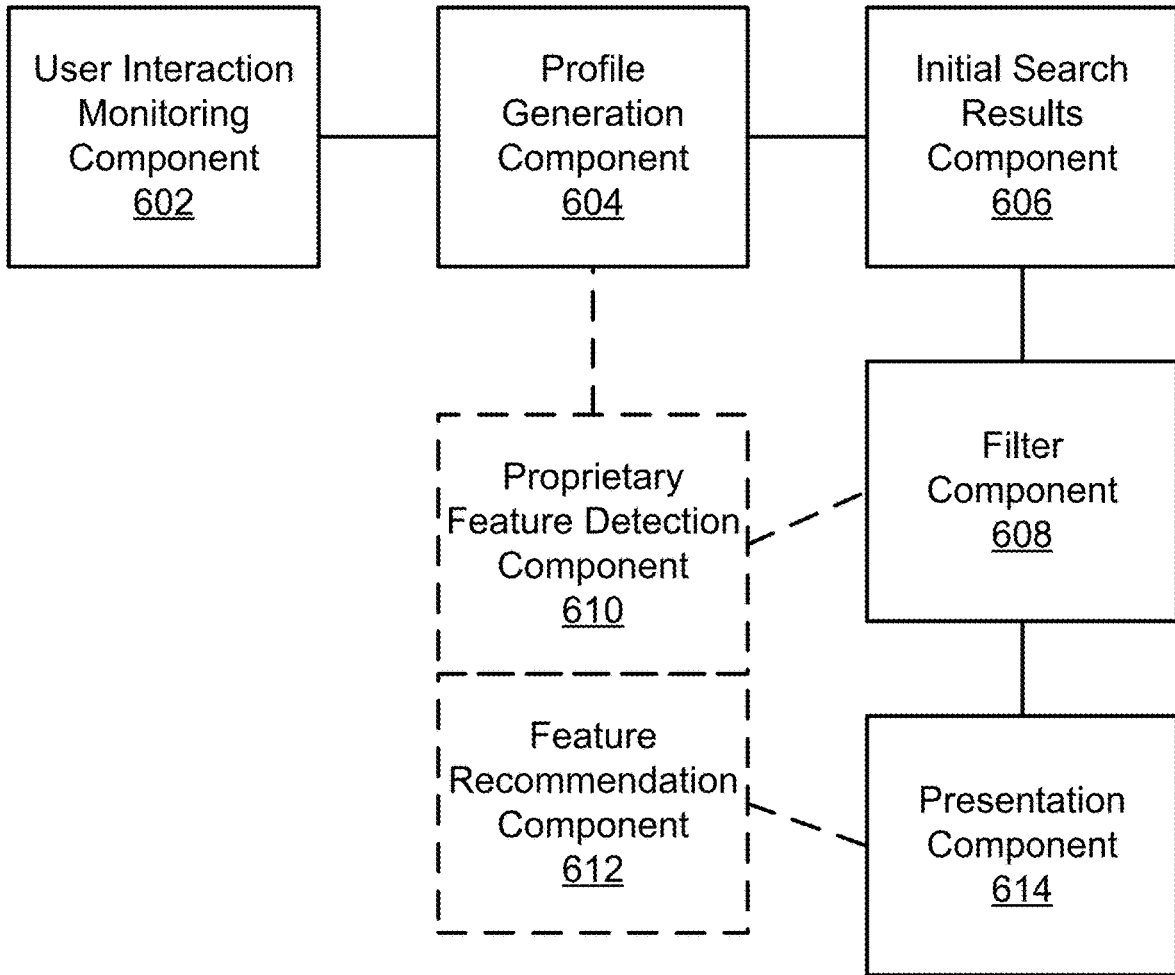 User Interaction
Monitoring
Component
602
Profile
Generation
Component
604
Initial Search
Results
Component
606
Proprietary
Feature Detection
Component
610
Filter
Component
608
Feature
Recommendation
Component
612
Presentation
Component
614